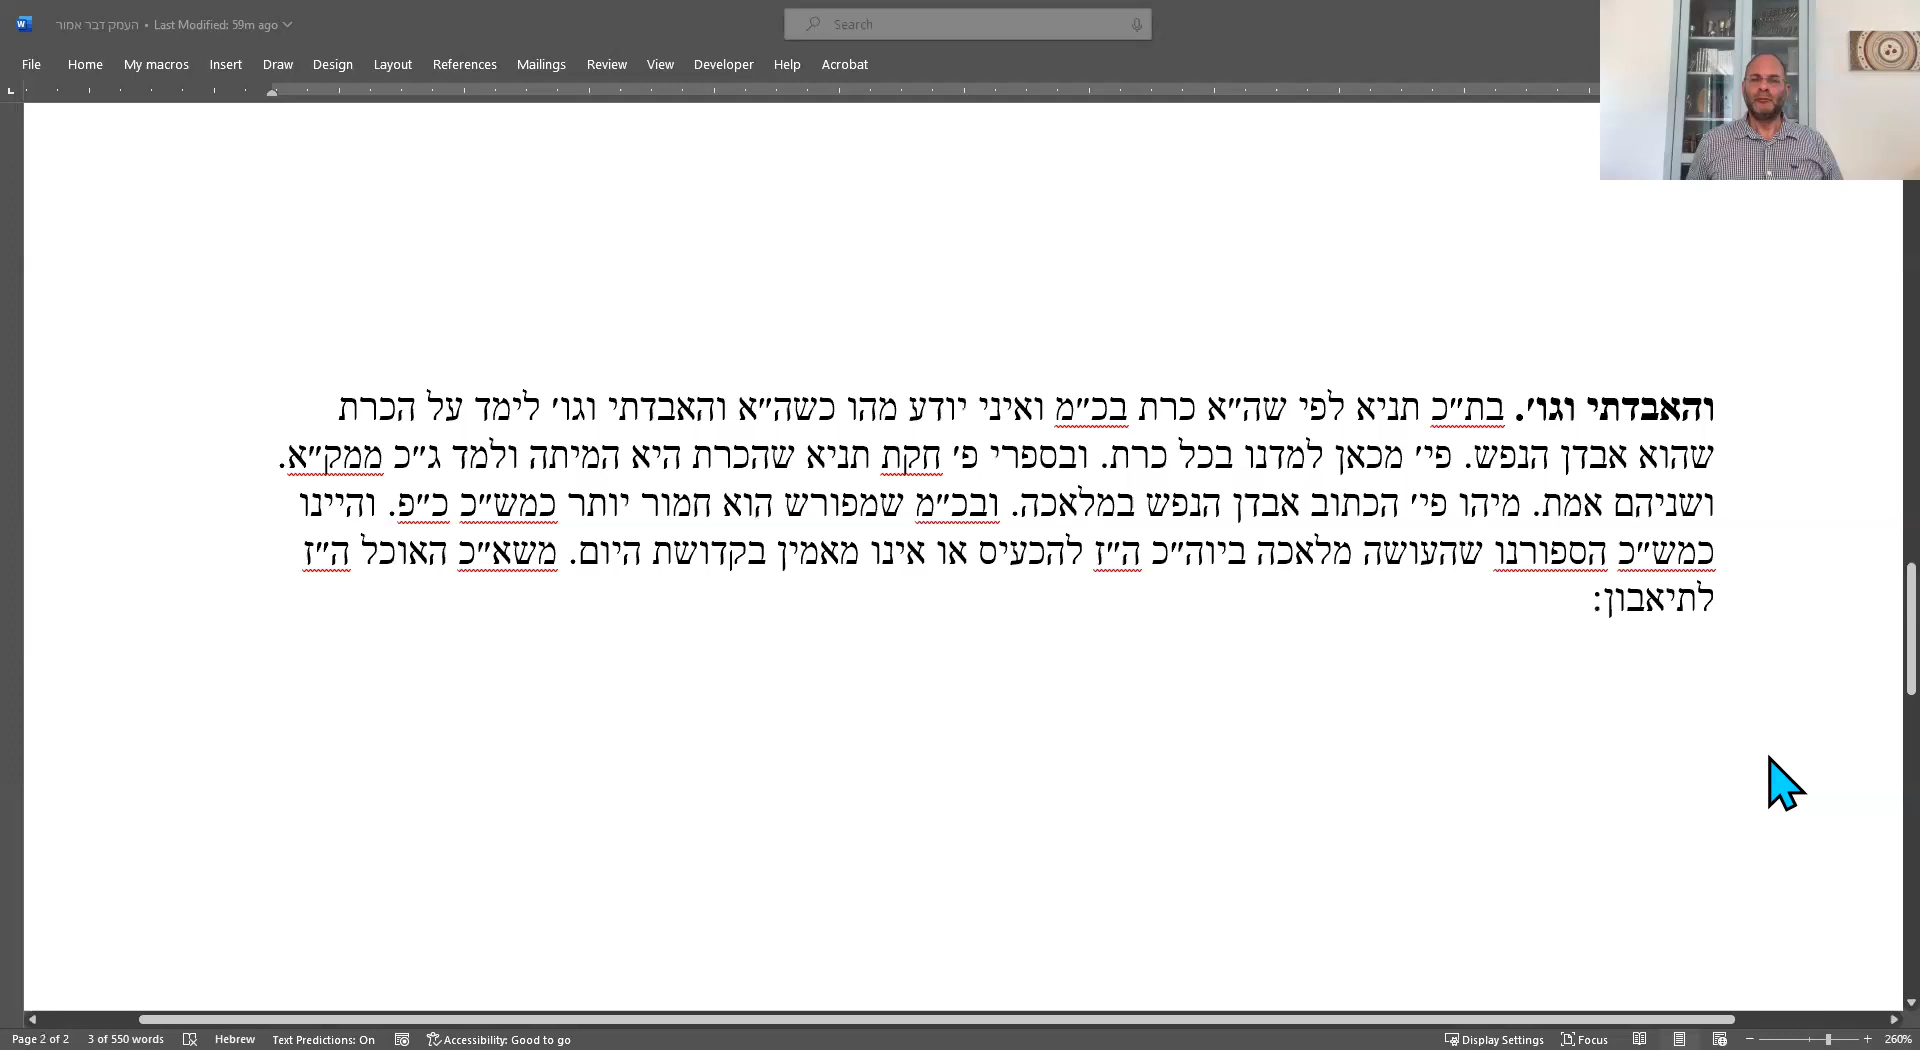 העמק דבר אמור • Last Modified: 59m ago
Search
File Home My macros Insert Draw Design Layout References Mailings Review View Developer Help Acrobat
והאבדתי וגו׳. בת״כ תניא לפי שה״א כרת בכ״מ ואיני יודע מהו כשה״א והאבדתי וגו׳ לימד על הכרת
שהוא אבדן הנפש. פי׳ מכאן למדנו בכל כרת. ובספרי פ׳ חקת תניא שהכרת היא המיתה ולמד ג״כ ממק״א.
ושניהם אמת. מיהו פי׳ הכתוב אבדן הנפש במלאכה. ובכ״מ שמפורש הוא חמור יותר כמש״כ כ״פ. והיינו
כמש״כ הספורנו שהעושה מלאכה ביוה״כ ה״ז להכעיס או אינו מאמין בקדושת היום. משא״כ האוכל ה״ז
לתיאבון:
Page 2 of 2 3 of 550 words Hebrew Text Predictions: On Accessibility: Good to go Display Settings Focus 260%